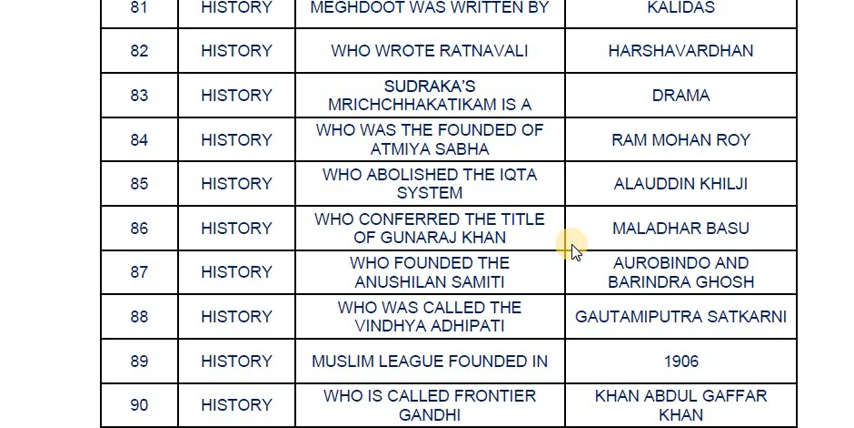 81 HISTORY MEGHDOOT WAS WRITTEN BY KALIDAS
82 HISTORY WHO WROTE RATNAVALI HARSHAVARDHAN
83 HISTORY SUDRAKA'S
MRICHCHHAKATIKAM IS A DRAMA
84 HISTORY WHO WAS THE FOUNDED OF
ATMIYA SABHA RAM MOHAN ROY
85 HISTORY WHO ABOLISHED THE IQTA
SYSTEM ALAUDDIN KHILJI
86 HISTORY WHO CONFERRED THE TITLE
OF GUNARAJ KHAN MALADHAR BASU
87 HISTORY WHO FOUNDED THE
ANUSHILAN SAMITI AUROBINDO AND
BARINDRA GHOSH
88 HISTORY WHO WAS CALLED THE
VINDHYA ADHIPATI GAUTAMIPUTRA SATKARNI
89 HISTORY MUSLIM LEAGUE FOUNDED IN 1906
90 HISTORY WHO IS CALLED FRONTIER
GANDHI KHAN ABDUL GAFFAR
KHAN